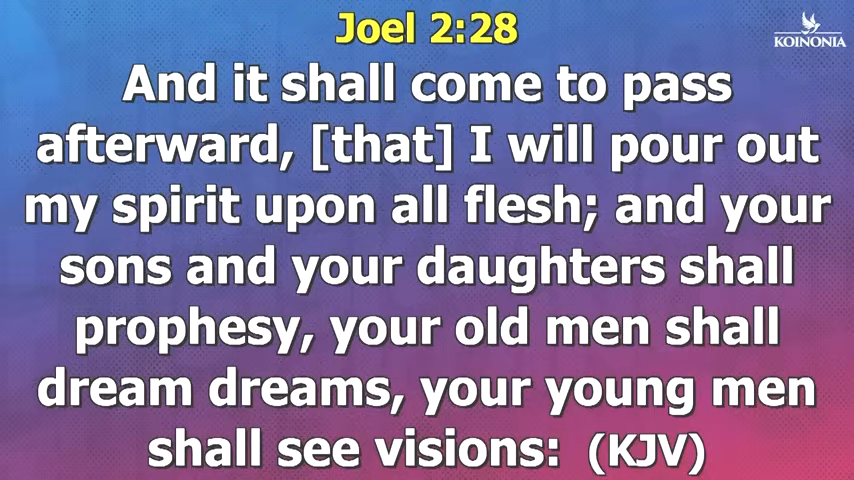 Joel 2:28
KOINONIA
And it shall come to pass
afterward, [that] I will pour out
my spirit upon all flesh; and your
sons and your daughters shall
prophesy, your old men shall
dream dreams, your young men
shall see visions: (KJV)